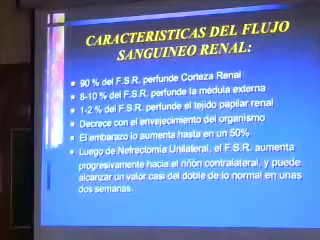 CARACTERISTICAS DEL FLUJO
SANGUINEO RENAL:
90 % del F.S.R. perfunde Corteza Renal
8-10 % del F.S.R. perfunde la médula externa
1-2 % del F.S.R. perfunde el tejido papilar renal
Decrece con el envejecimiento del organismo
El embarazo lo aumenta hasta en un 50%
Luego de Nefrectomía Unilateral, el F.S.R. aumenta
progresivamente hacia el riñón contralateral, y puede
alcanzar un valor casi del doble de lo normal en unas
dos semanas.